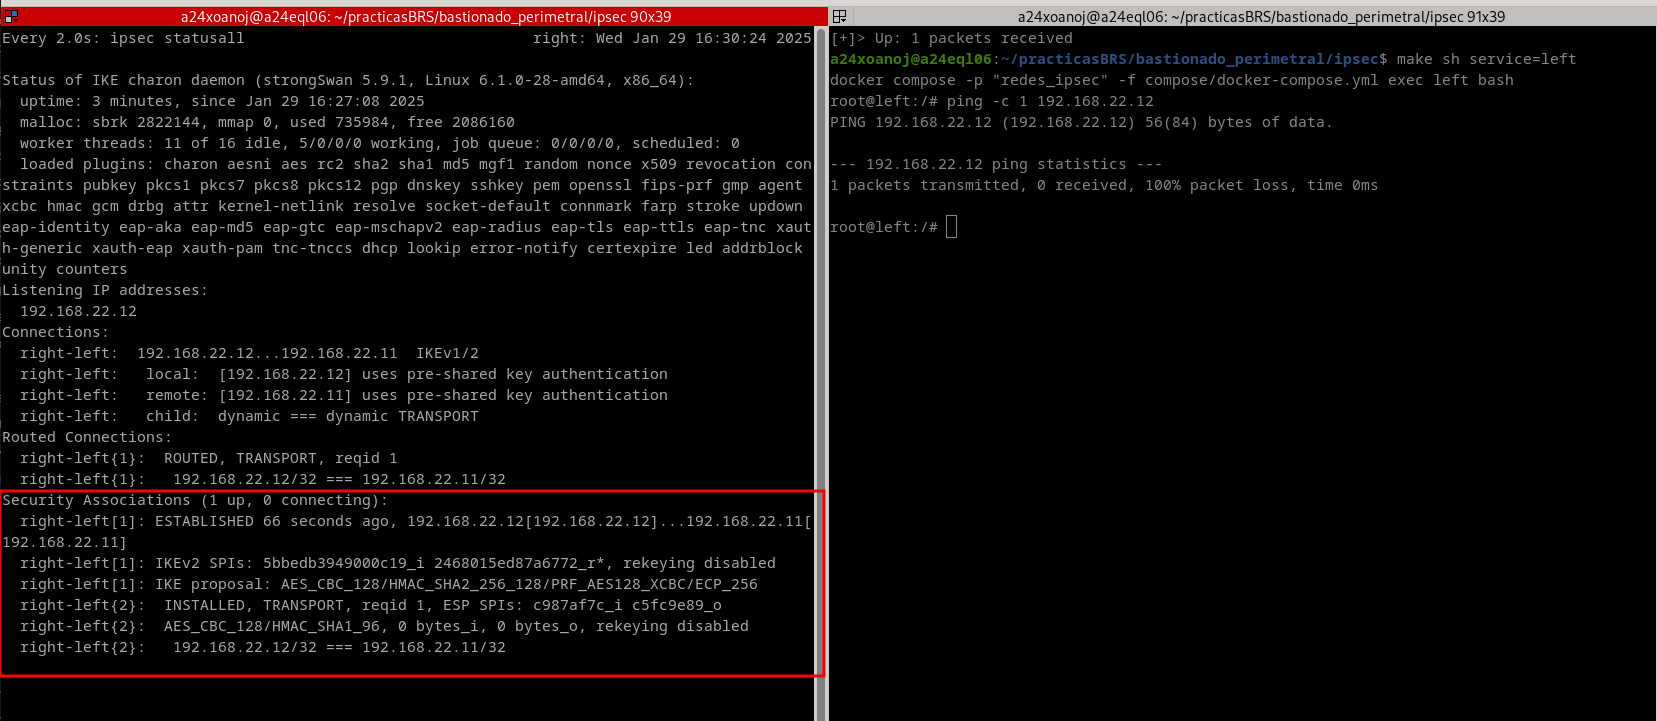 a24xoanoj@a24eql06: ~/practicasBRS/bastionado_perimetral/ipsec 90x39
Every 2.0s: ipsec statusall right: Wed Jan 29 16:30:24 2025
Status of IKE charon daemon (strongSwan 5.9.1, Linux 6.1.0-28-amd64, x86_64):
uptime: 3 minutes, since Jan 29 16:27:08 2025
malloc: sbrk 2822144, mmap 0, used 735984, free 2086160
worker threads: 11 of 16 idle, 5/0/0/0 working, job queue: 0/0/0/0, scheduled: 0
loaded plugins: charon aesni aes rc2 sha2 sha1 md5 mgf1 random nonce x509 revocation con
straints pubkey pkcs1 pkcs7 pkcs8 pkcs12 pgp dnskey sshkey pem openssl fips-prf gmp agent
xcbc hmac gcm drbg attr kernel-netlink resolve socket-default connmark farp stroke updown
eap-identity eap-aka eap-md5 eap-gtc eap-mschapv2 eap-radius eap-tls eap-ttls eap-tnc xaut
h-generic xauth-eap xauth-pam tnc-tnccs dhcp lookip error-notify certexpire led addrblock
unity counters
Listening IP addresses:
192.168.22.12
Connections:
right-left:  192.168.22.12...192.168.22.11  IKEv1/2
right-left:   local:  [192.168.22.12] uses pre-shared key authentication
right-left:   remote: [192.168.22.11] uses pre-shared key authentication
right-left:   child:  dynamic === dynamic TRANSPORT
Routed Connections:
right-left{1}:  ROUTED, TRANSPORT, reqid 1
right-left{1}:   192.168.22.12/32 === 192.168.22.11/32
Security Associations (1 up, 0 connecting):
right-left[1]: ESTABLISHED 66 seconds ago, 192.168.22.12[192.168.22.12]...192.168.22.11[
192.168.22.11]
right-left[1]: IKEv2 SPIs: 5bbedb3949000c19_i 2468015ed87a6772_r*, rekeying disabled
right-left[1]: IKE proposal: AES_CBC_128/HMAC_SHA2_256_128/PRF_AES128_XCBC/ECP_256
right-left{2}:  INSTALLED, TRANSPORT, reqid 1, ESP SPIs: c987af7c_i c5fc9e89_o
right-left{2}:  AES_CBC_128/HMAC_SHA1_96, 0 bytes_i, 0 bytes_o, rekeying disabled
right-left{2}:   192.168.22.12/32 === 192.168.22.11/32
a24xoanoj@a24eql06: ~/practicasBRS/bastionado_perimetral/ipsec 91x39
[+]> Up: 1 packets received
a24xoanoj@a24eql06:~/practicasBRS/bastionado_perimetral/ipsec$ make sh service=left
docker compose -p "redes_ipsec" -f compose/docker-compose.yml exec left bash
root@left:/# ping -c 1 192.168.22.12
PING 192.168.22.12 (192.168.22.12) 56(84) bytes of data.
--- 192.168.22.12 ping statistics ---
1 packets transmitted, 0 received, 100% packet loss, time 0ms
root@left:/#